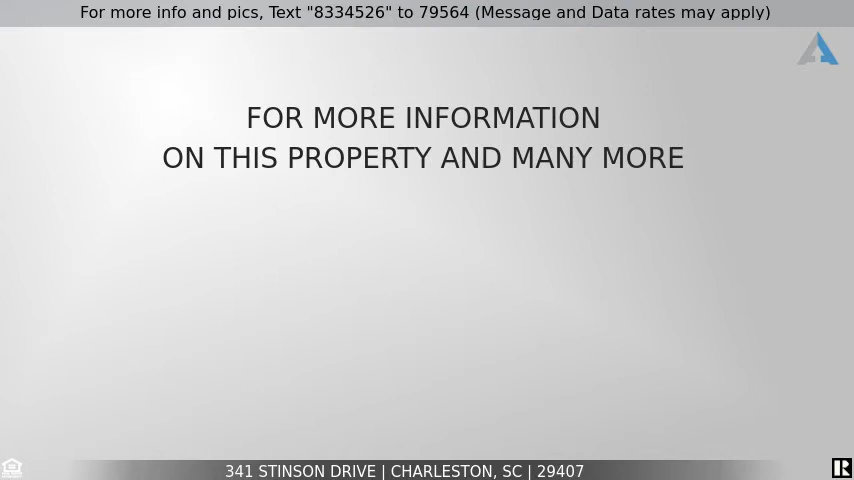 For more info and pics, Text "8334526" to 79564 (Message and Data rates may apply)
FOR MORE INFORMATION
ON THIS PROPERTY AND MANY MORE
341 STINSON DRIVE | CHARLESTON, SC | 29407